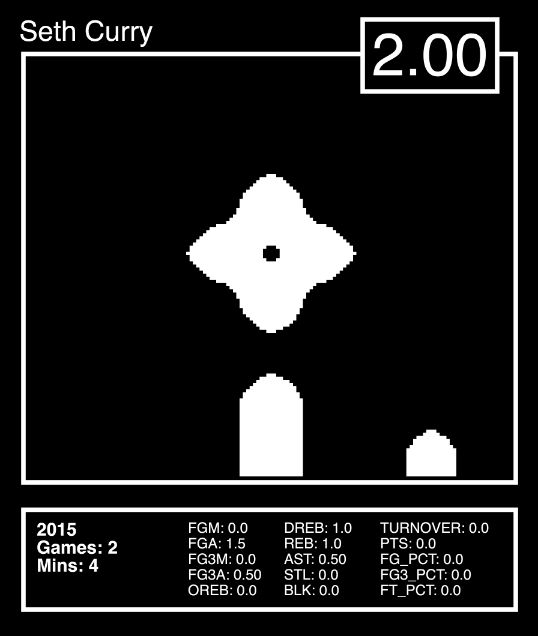 Seth Curry
2.00
2015
Games: 2
Mins: 4
FGM: 0.0
FGA: 1.5
FG3M: 0.0
FG3A: 0.50
OREB: 0.0
DREB: 1.0
REB: 1.0
AST: 0.50
STL: 0.0
BLK: 0.0
TURNOVER: 0.0
PTS: 0.0
FG_PCT: 0.0
FG3_PCT: 0.0
FT_PCT: 0.0